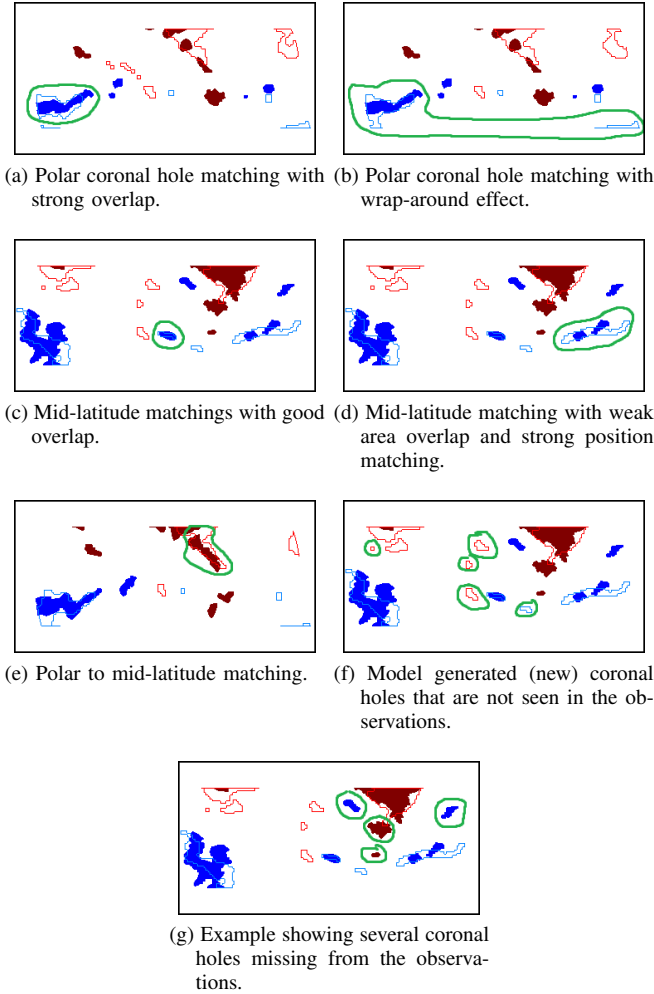 (a) Polar coronal hole matching with
strong overlap.
(b) Polar coronal hole matching with
wrap-around effect.
(c) Mid-latitude matchings with good
overlap.
(d) Mid-latitude matching with weak
area overlap and strong position
matching.
(e) Polar to mid-latitude matching.
(f) Model generated (new) coronal
holes that are not seen in the ob-
servations.
(g) Example showing several coronal
holes missing from the observa-
tions.